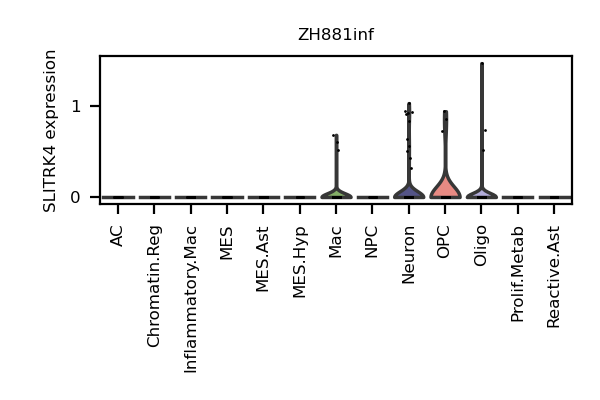 ZH881inf
SLITRK4 expression
1
0
AC
Chromatin.Reg
Inflammatory.Mac
MES
MES.Ast
MES.Hyp
Mac
NPC
Neuron
OPC
Oligo
Prolif.Metab
Reactive.Ast